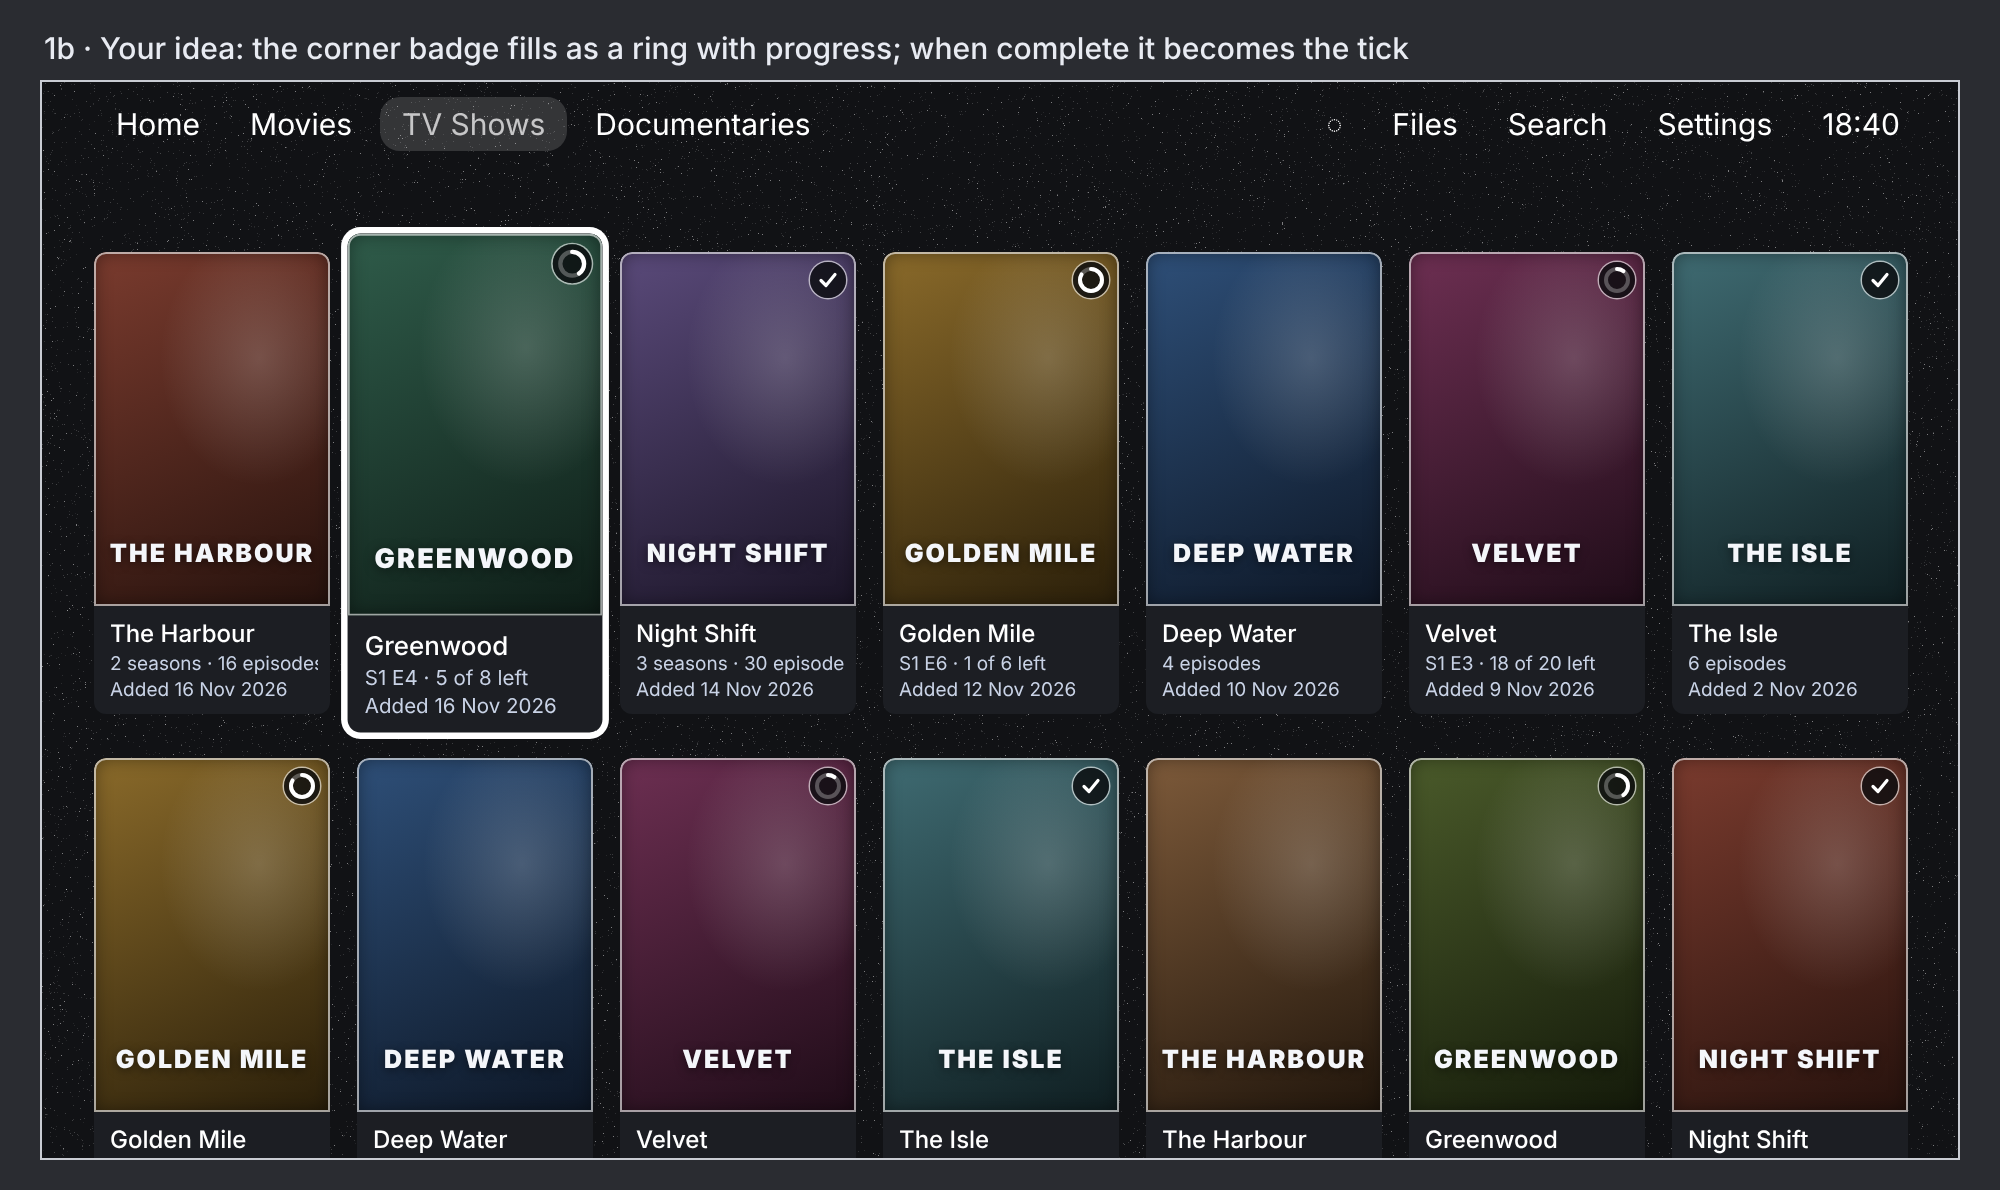 1b · Your idea: the corner badge fills as a ring with progress; when complete it becomes the tick
Home Movies TV Shows Documentaries Files Search Settings 18:40
THE HARBOUR GREENWOOD NIGHT SHIFT GOLDEN MILE DEEP WATER VELVET THE ISLE
The Harbour Greenwood Night Shift Golden Mile Deep Water Velvet The Isle
2 seasons · 16 episodes S1 E4 · 5 of 8 left 3 seasons · 30 episode S1 E6 · 1 of 6 left 4 episodes S1 E3 · 18 of 20 left 6 episodes
Added 16 Nov 2026 Added 16 Nov 2026 Added 14 Nov 2026 Added 12 Nov 2026 Added 10 Nov 2026 Added 9 Nov 2026 Added 2 Nov 2026
GOLDEN MILE DEEP WATER VELVET THE ISLE THE HARBOUR GREENWOOD NIGHT SHIFT
Golden Mile Deep Water Velvet The Isle The Harbour Greenwood Night Shift